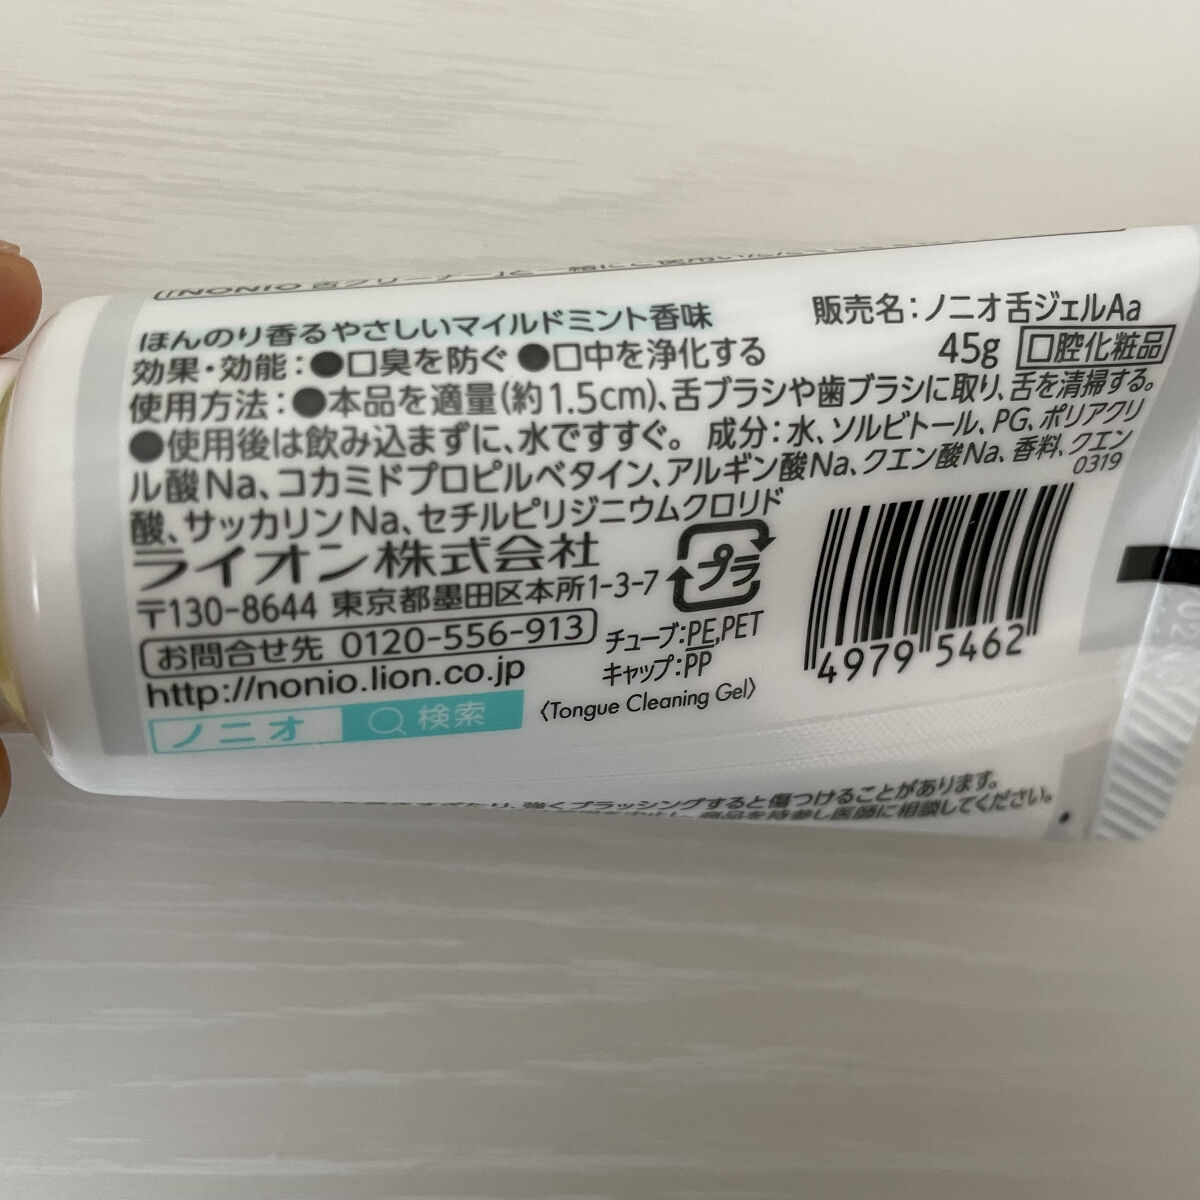 ほんのり香るやさしいマイルドミント香味
販売名：ノニオ舌ジェルAa
効果・効能：●口臭を防ぐ ●口中を浄化する
45g 口腔化粧品
使用方法：●本品を適量(約1.5cm)、舌ブラシや歯ブラシに取り、舌を清掃する。
●使用後は飲み込まずに、水ですすぐ。 成分：水、ソルビトール、PG、ポリアクリ
ル酸Na、コカミドプロピルベタイン、アルギン酸Na、クエン酸Na、香料、クエン
酸、サッカリンNa、セチルピリジニウムクロリド
0319
ライオン株式会社
〒130-8644 東京都墨田区本所1-3-7
お問合せ先 0120-556-913
http://nonio.lion.co.jp
ノニオ 検索
プラ
チューブ:PE,PET
キャップ:PP
〈Tongue Cleaning Gel〉
4979 5462
強くブラッシングすると傷つけることがあります。
商品を持参し医師に相談してください。